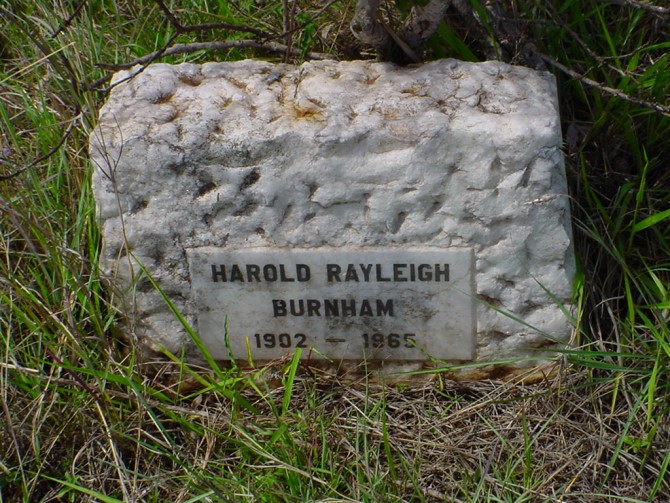 HAROLD RAYLEIGH
BURNHAM
1902 — 1965